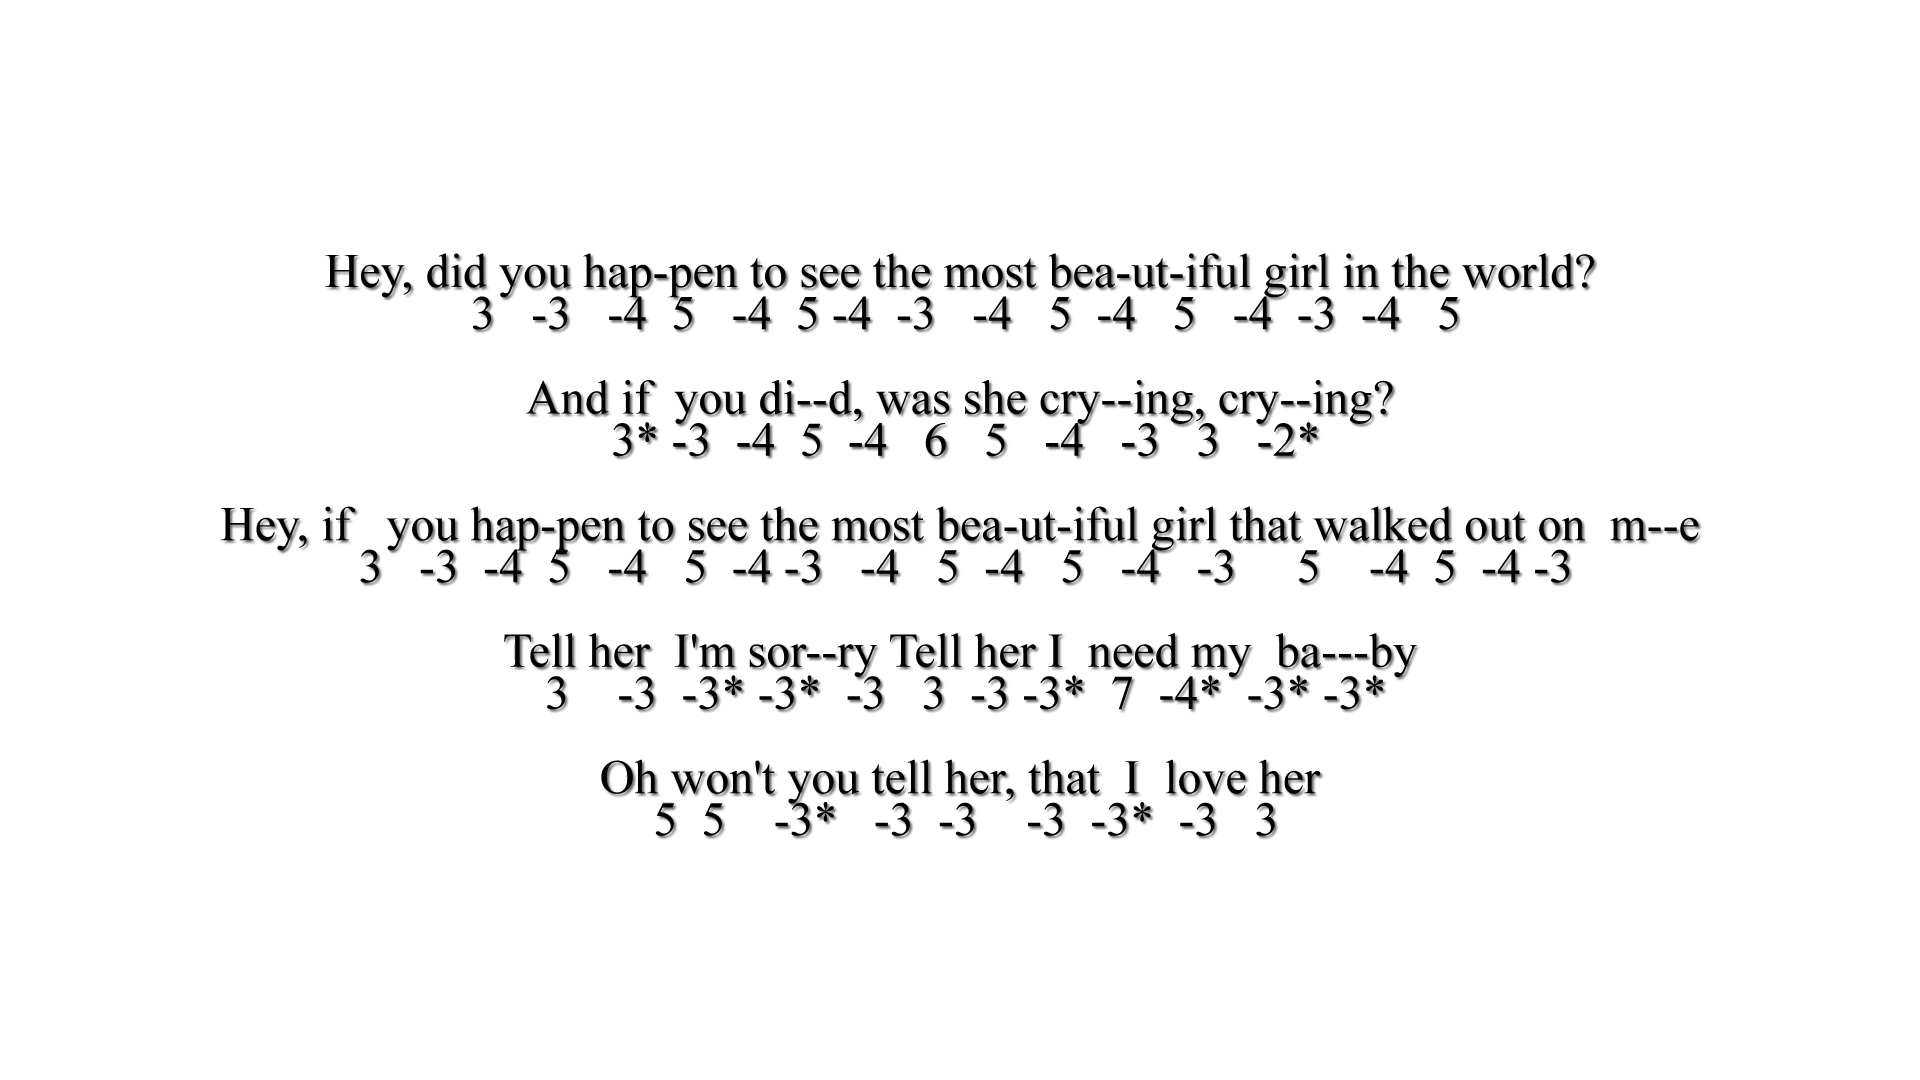 Hey, did you hap-pen to see the most bea-ut-iful girl in the world?
3 -3 -4 5 -4 5 -4 -3 -4 5 -4 5 -4 -3 -4 5
And if you di--d, was she cry--ing, cry--ing?
3* -3 -4 5 -4 6 5 -4 -3 3 -2*
Hey, if you hap-pen to see the most bea-ut-iful girl that walked out on m--e
3 -3 -4 5 -4 5 -4 -3 -4 5 -4 5 -4 -3 5 -4 5 -4 -3
Tell her I'm sor--ry Tell her I need my ba---by
3 -3 -3* -3* -3 3 -3 -3* 7 -4* -3* -3*
Oh won't you tell her, that I love her
5 5 -3* -3 -3 -3 -3* -3 3